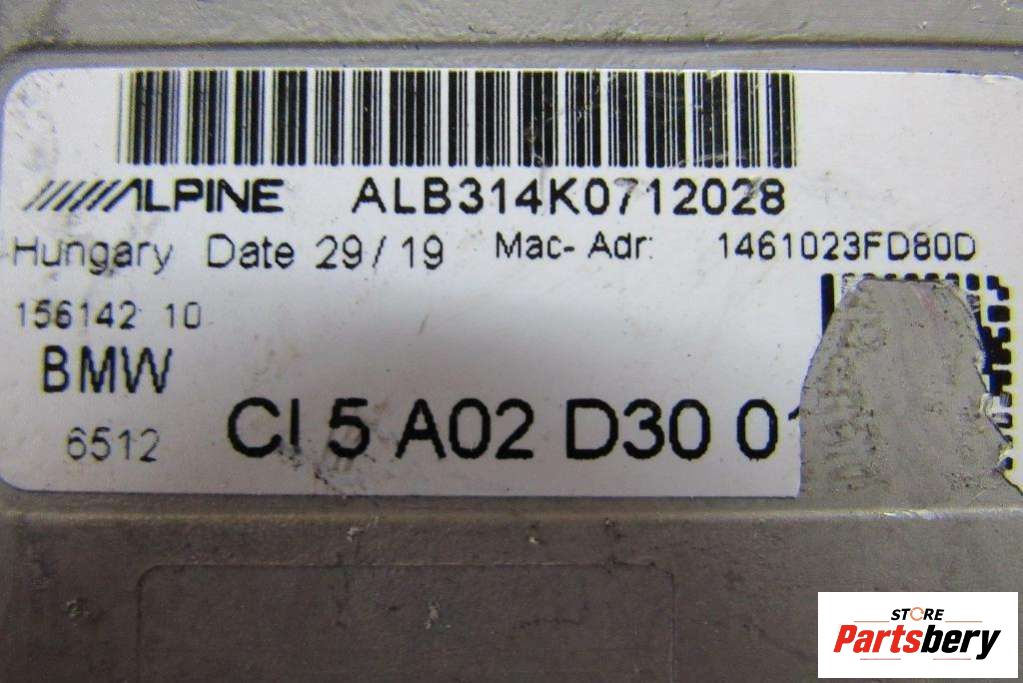 ALPINE ALB314K0712028
Hungary Date 29/19 Mac- Adr: 1461023FD80D
156142 10
BMW
6512 CI 5 A02 D30 01
STORE
Partsbery